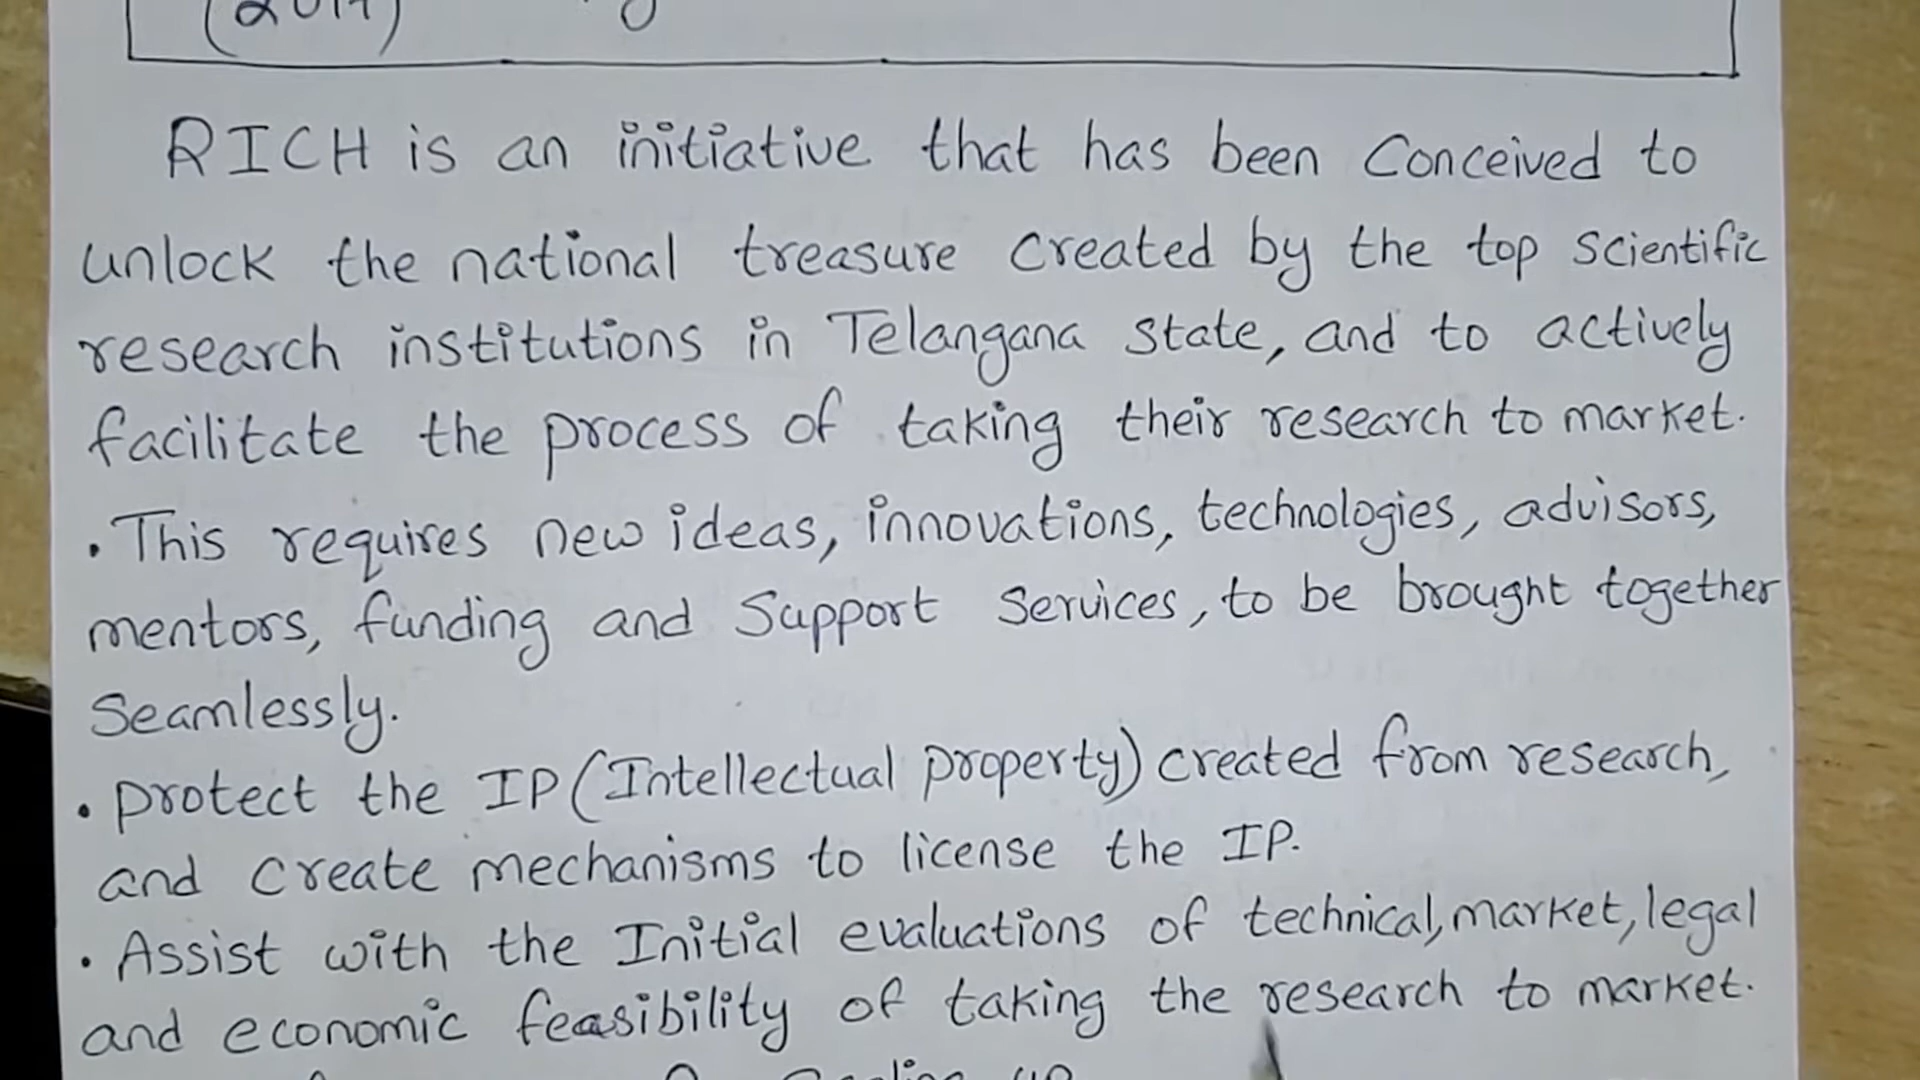 (2017)
RICH is an initiative that has been Conceived to
unlock the national treasure created by the top scientific
research institutions in Telangana State, and to actively
facilitate the process of taking their research to market.
• This requires new ideas, innovations, technologies, advisors,
mentors, funding and Support Services, to be brought together
Seamlessly.
• protect the IP (Intellectual property) created from research,
and create mechanisms to license the IP.
• Assist with the Initial evaluations of technical, market, legal
and economic feasibility of taking the research to market.